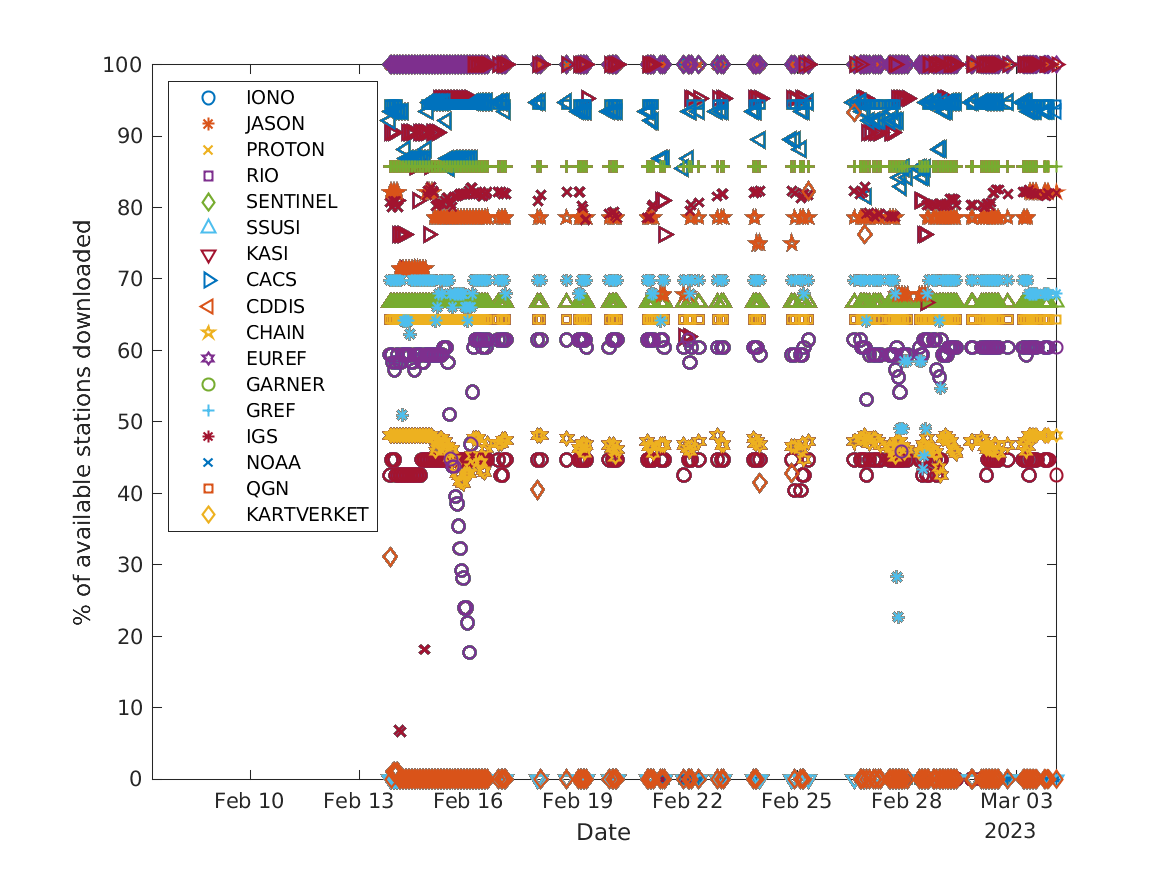 100
90
80
70
60
50
40
30
20
10
0
% of available stations downloaded
IONO
JASON
PROTON
RIO
SENTINEL
SSUSI
KASI
CACS
CDDIS
CHAIN
EUREF
GARNER
GREF
IGS
NOAA
QGN
KARTVERKET
Feb 10 Feb 13 Feb 16 Feb 19 Feb 22 Feb 25 Feb 28 Mar 03
Date
2023